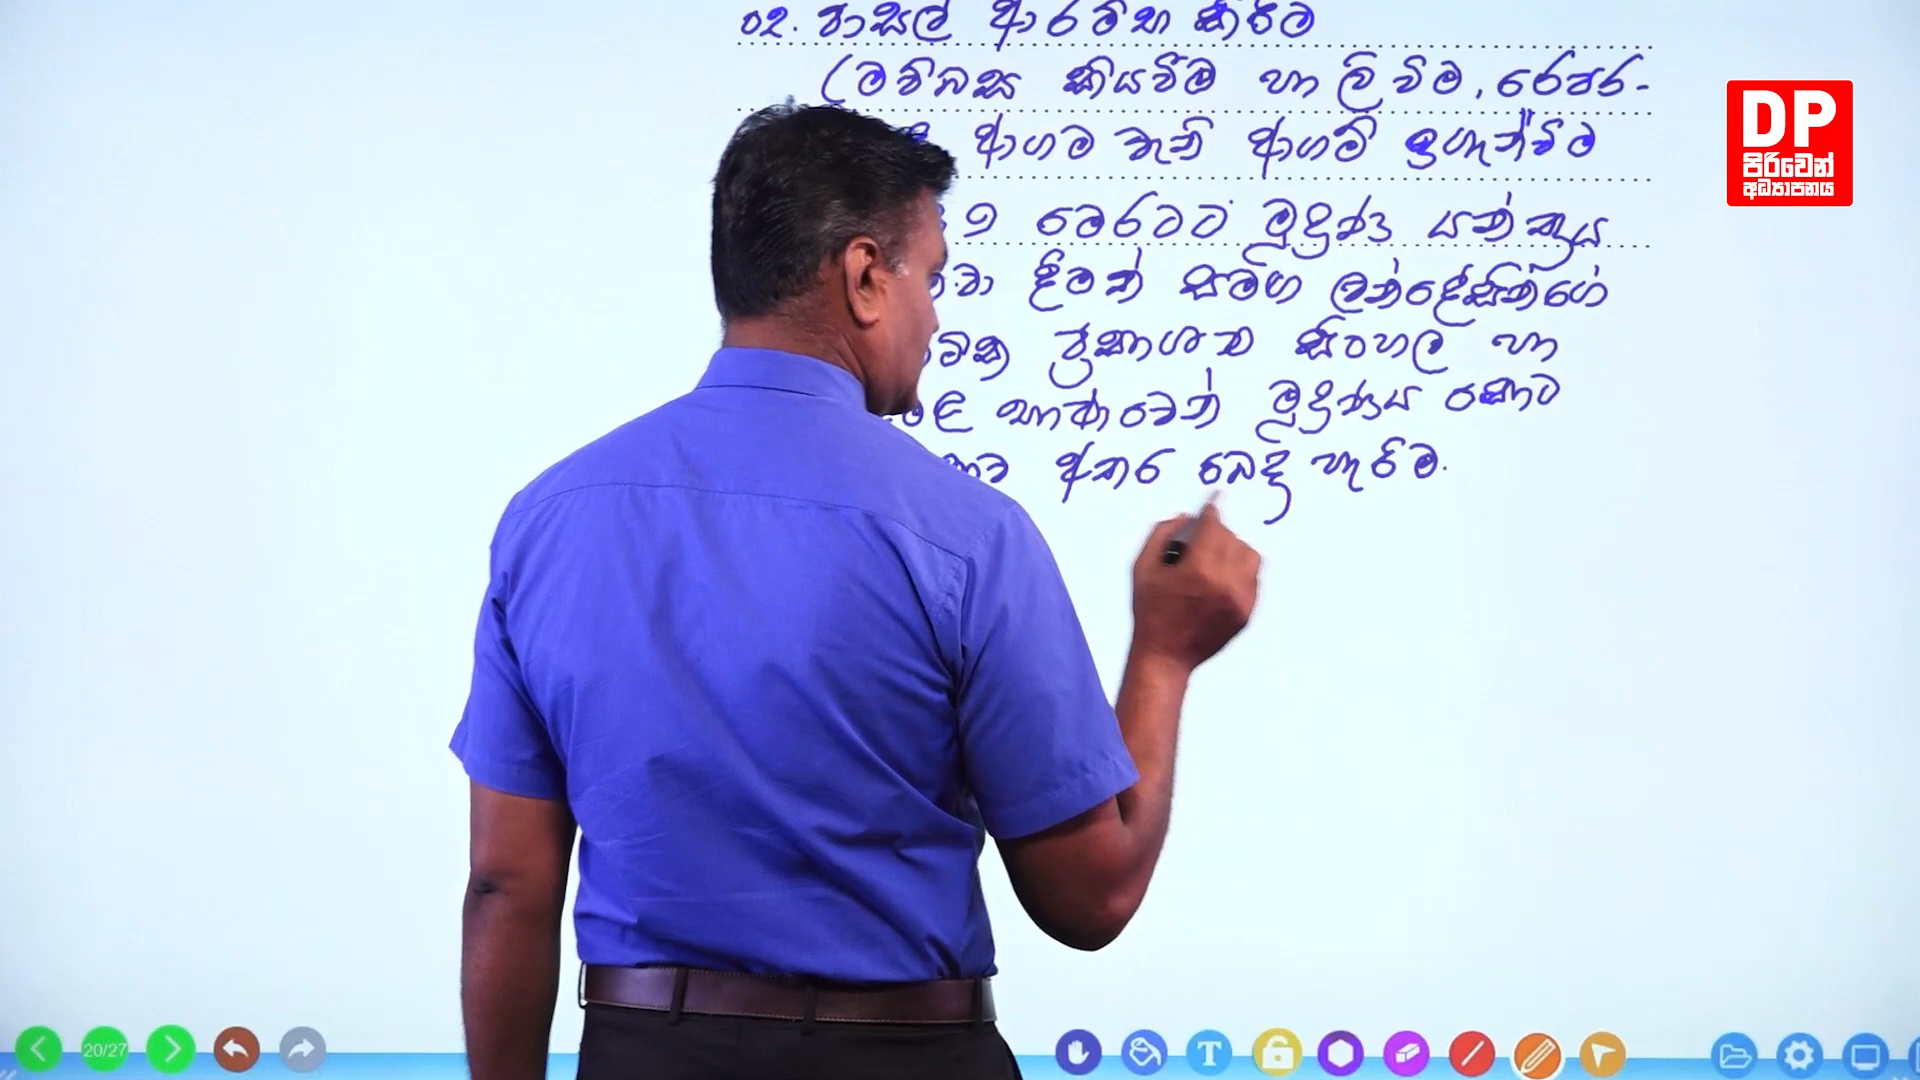 02. පාසල් ආරම්භ කිරීම
(මව්බස කියවීම හා ලිවීම, රෙපර-
ආගම වැනි ආගම් ඉගැන්වීම
මෙරටට මුද්‍රණ යන්ත්‍රය
දීමත් සමග ලන්දේසින්ගේ
ප්‍රකාශන සිංහල හා
භාෂාවෙන් මුද්‍රණය කොට
අතර බෙදා හැරීම.
DP
පිරිවෙන්
අධ්‍යාපනය
20/27
T